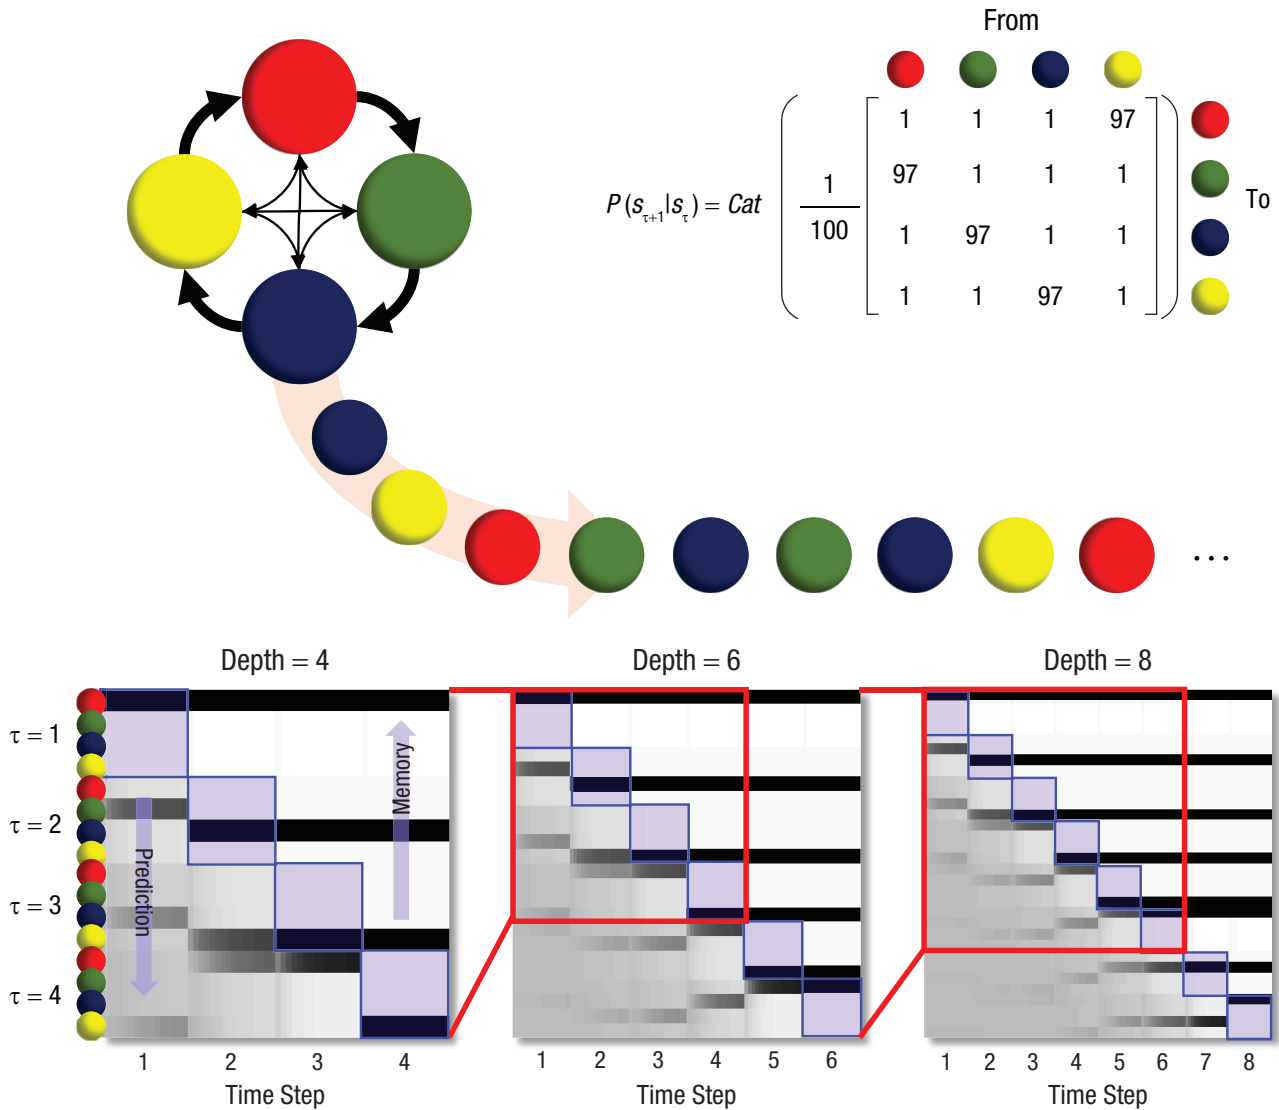 From
1 1 1 97
97 1 1 1
P (sτ+1|sτ) = Cat ( 1/100
To
1 97 1 1
1 1 97 1
...
Depth = 4 Depth = 6 Depth = 8
τ = 1
Memory
τ = 2
Prediction
τ = 3
τ = 4
1 2 3 4 1 2 3 4 5 6 1 2 3 4 5 6 7 8
Time Step Time Step Time Step